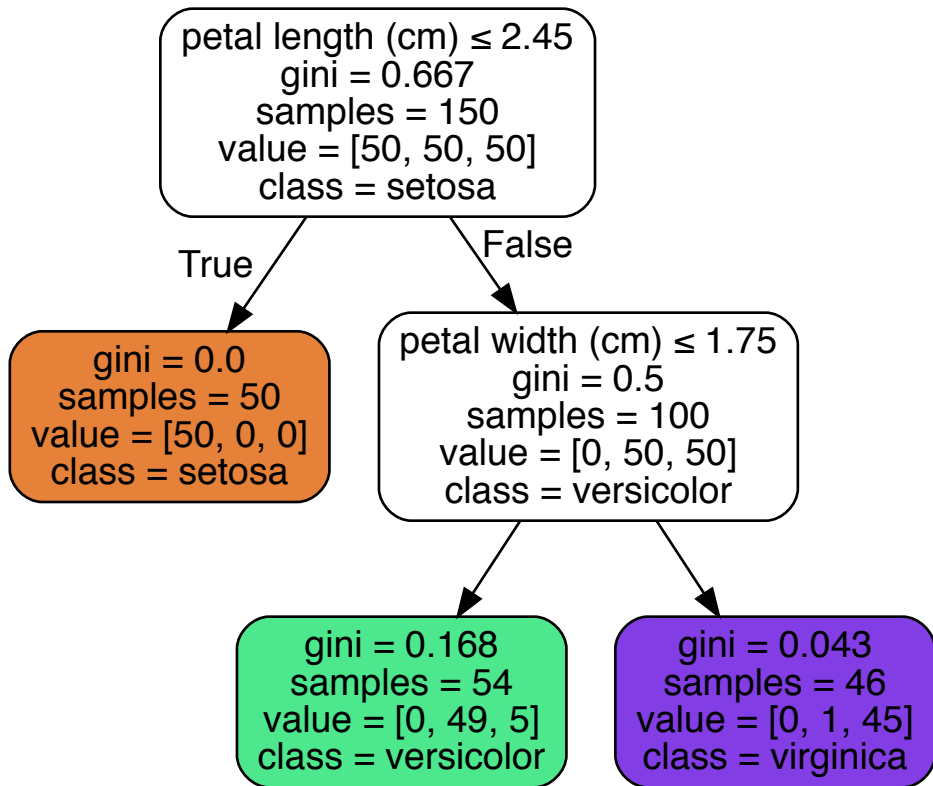 petal length (cm) ≤ 2.45
gini = 0.667
samples = 150
value = [50, 50, 50]
class = setosa
True
False
gini = 0.0
samples = 50
value = [50, 0, 0]
class = setosa
petal width (cm) ≤ 1.75
gini = 0.5
samples = 100
value = [0, 50, 50]
class = versicolor
gini = 0.168
samples = 54
value = [0, 49, 5]
class = versicolor
gini = 0.043
samples = 46
value = [0, 1, 45]
class = virginica